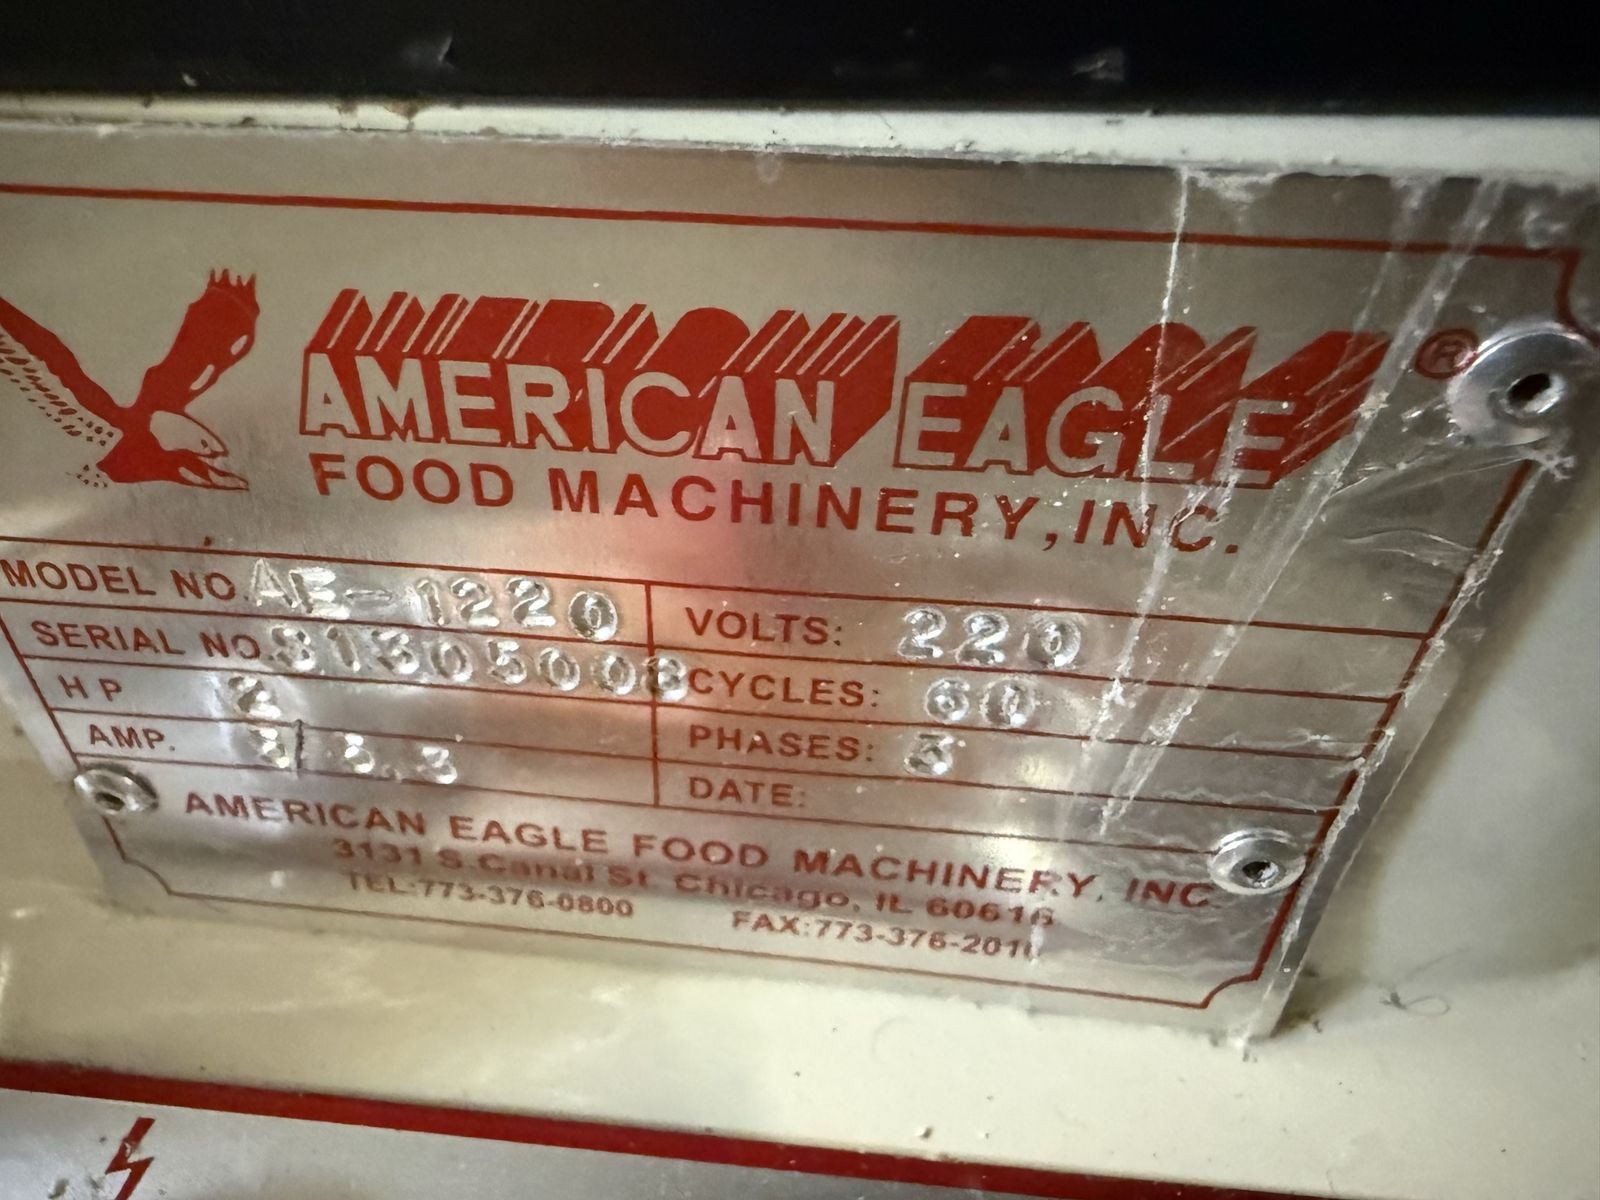 AMERICAN EAGLE ®
FOOD MACHINERY, INC.
MODEL NO. AE-1220
VOLTS: 220
SERIAL NO.
CYCLES: 60
HP 2
PHASES: 3
AMP.
DATE:
AMERICAN EAGLE FOOD MACHINERY, INC.
3131 S. Canal St. Chicago, IL 60616
TEL:773-376-0800 FAX:773-376-2010